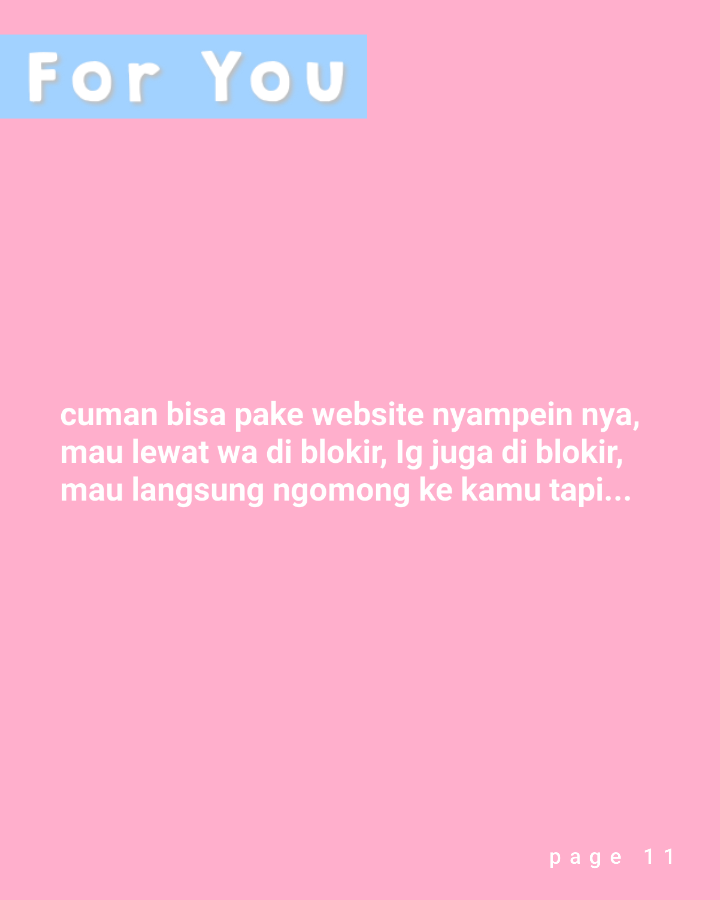 For You
cuman bisa pake website nyampein nya,
mau lewat wa di blokir, Ig juga di blokir,
mau langsung ngomong ke kamu tapi...
page 11